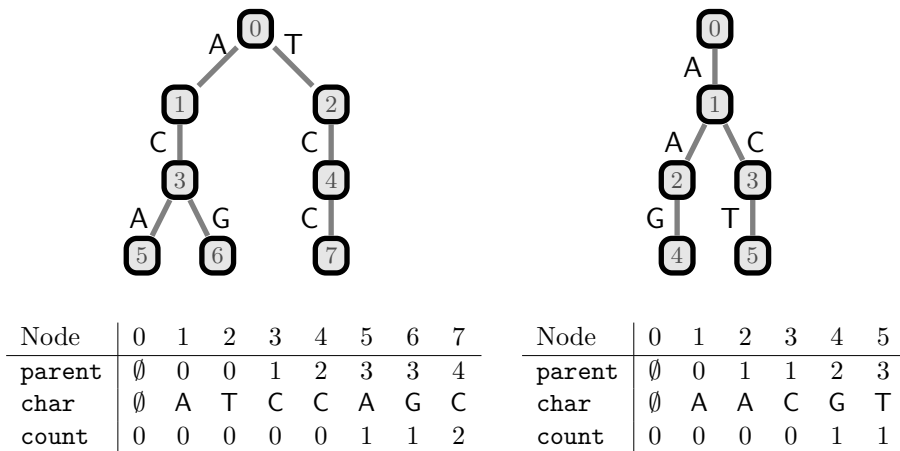 0 0
A T A
1 2 1
C C A C
3 4 2 3
A G C G T
5 6 7 4 5
Node 0 1 2 3 4 5 6 7
parent ∅ 0 0 1 2 3 3 4
char ∅ A T C C A G C
count 0 0 0 0 0 1 1 2
Node 0 1 2 3 4 5
parent ∅ 0 1 1 2 3
char ∅ A A C G T
count 0 0 0 0 1 1